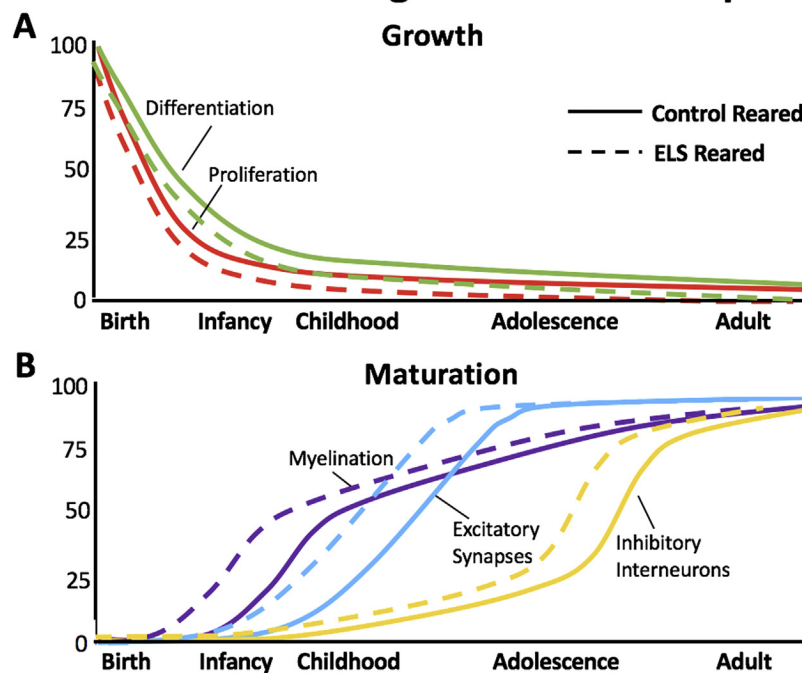 A
Growth
100
75
50
25
0
Differentiation
Proliferation
Control Reared
ELS Reared
Birth Infancy Childhood Adolescence Adult
B
Maturation
100
75
50
25
0
Myelination
Excitatory
Synapses
Inhibitory
Interneurons
Birth Infancy Childhood Adolescence Adult